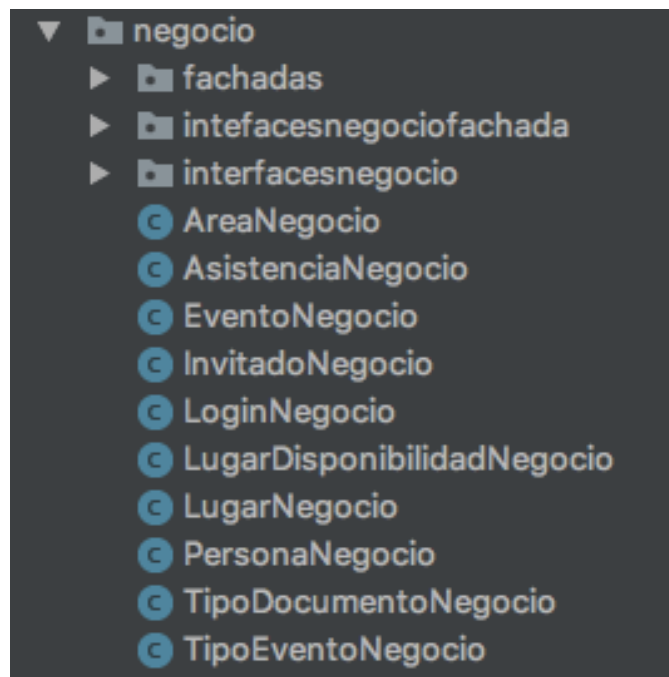 negocio
fachadas
intefacesnegociofachada
interfacesnegocio
AreaNegocio
AsistenciaNegocio
EventoNegocio
InvitadoNegocio
LoginNegocio
LugarDisponibilidadNegocio
LugarNegocio
PersonaNegocio
TipoDocumentoNegocio
TipoEventoNegocio